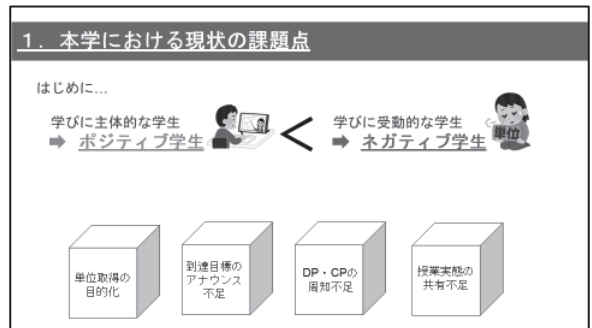 １．本学における現状の課題点
はじめに…
学びに主体的な学生
➡ ポジティブ学生
<
学びに受動的な学生
➡ ネガティブ学生
単位
単位取得の
目的化
到達目標の
アナウンス
不足
DP・CPの
周知不足
授業実態の
共有不足